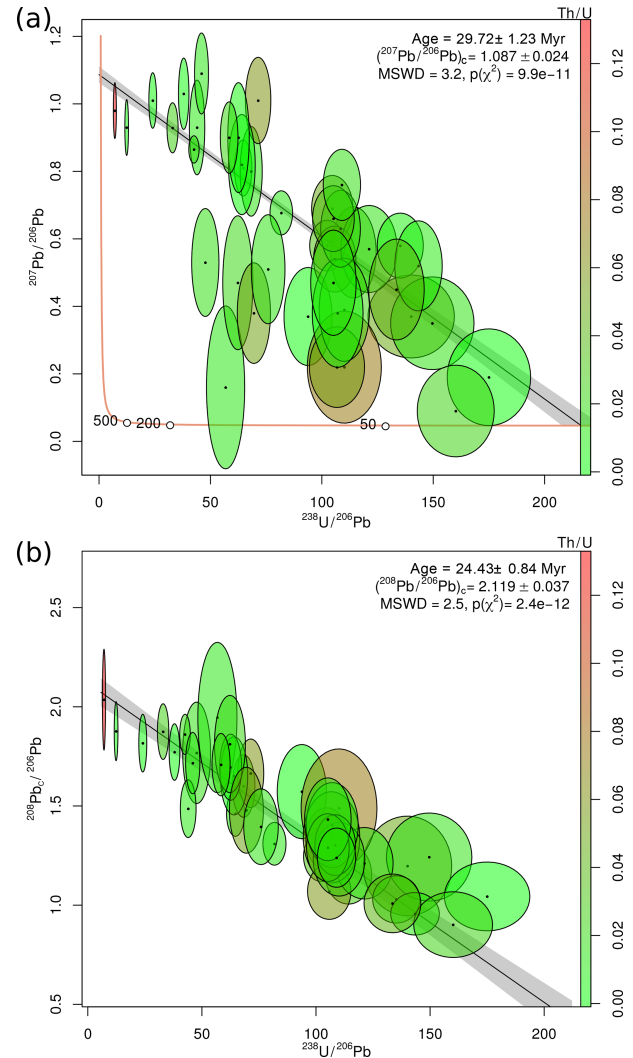 (a)
Th/U
Age = 29.72± 1.23 Myr
(²⁰⁷Pb/²⁰⁶Pb)c= 1.087 ± 0.024
MSWD = 3.2, p(χ²) = 9.9e−11
1.2
1.0
0.8
0.6
0.4
0.2
0.0
²⁰⁷Pb/²⁰⁶Pb
500
200
50
0.12
0.10
0.08
0.06
0.04
0.02
0.00
0
50
100
150
200
²³⁸U/²⁰⁶Pb
(b)
Th/U
Age = 24.43± 0.84 Myr
(²⁰⁸Pb/²⁰⁶Pb)c= 2.119 ± 0.037
MSWD = 2.5, p(χ²)= 2.4e−12
2.5
2.0
1.5
1.0
0.5
²⁰⁸Pbc/²⁰⁶Pb
0.12
0.10
0.08
0.06
0.04
0.02
0.00
0
50
100
150
200
²³⁸U/²⁰⁶Pb